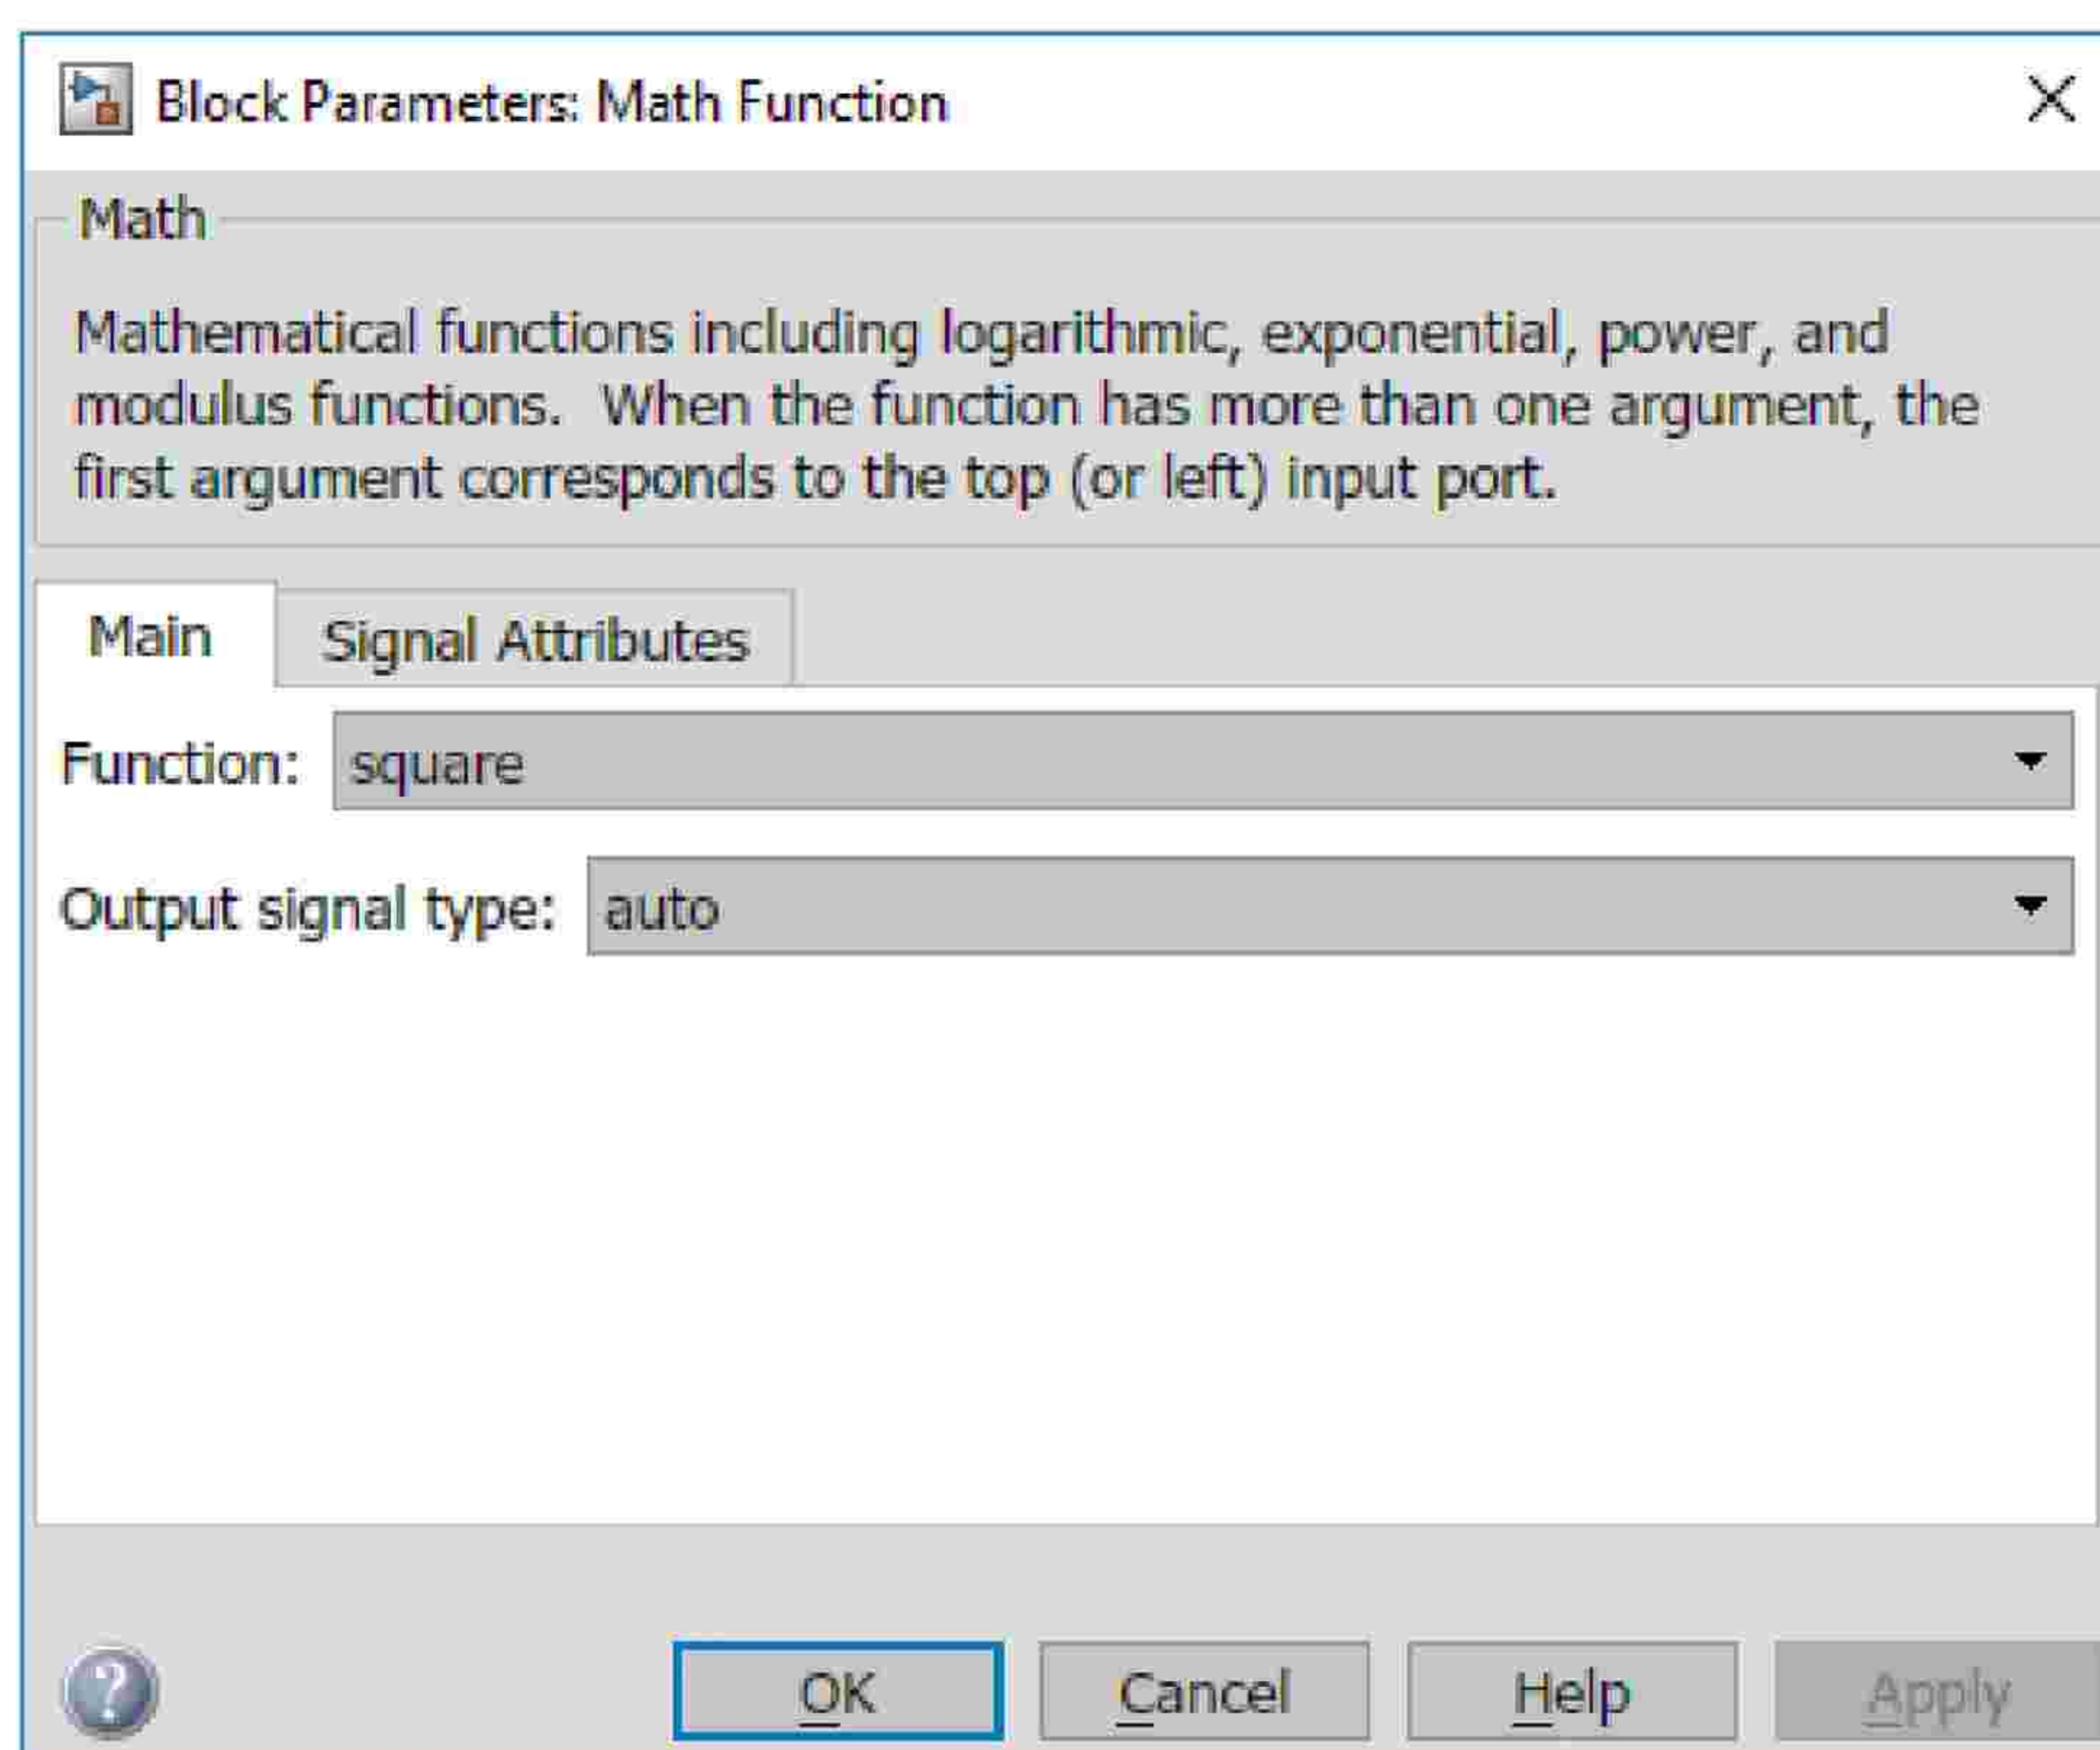 Block Parameters: Math Function
Math
Mathematical functions including logarithmic, exponential, power, and
modulus functions.  When the function has more than one argument, the
first argument corresponds to the top (or left) input port.
Main Signal Attributes
Function: square
Output signal type: auto
? OK Cancel Help Apply